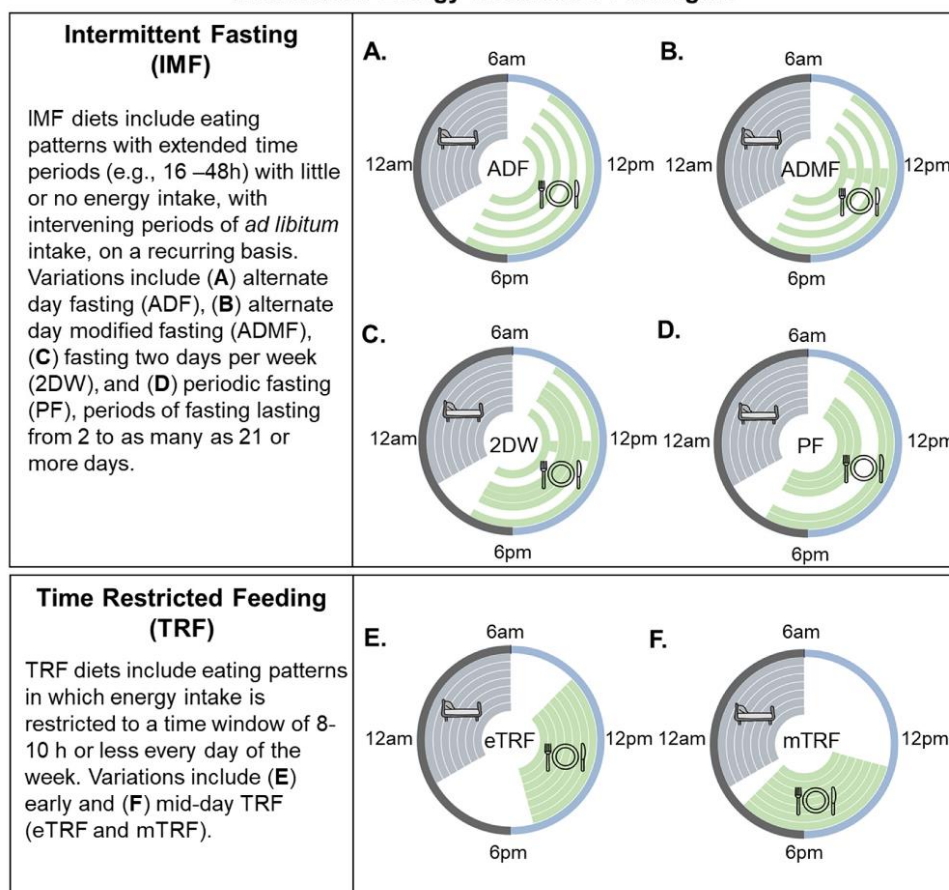 Intermittent Fasting
(IMF)
IMF diets include eating
patterns with extended time
periods (e.g., 16 –48h) with little
or no energy intake, with
intervening periods of ad libitum
intake, on a recurring basis.
Variations include (A) alternate
day fasting (ADF), (B) alternate
day modified fasting (ADMF),
(C) fasting two days per week
(2DW), and (D) periodic fasting
(PF), periods of fasting lasting
from 2 to as many as 21 or
more days.
A.
6am
12am
ADF
12pm
6pm
B.
6am
12am
ADMF
12pm
6pm
C.
6am
12am
2DW
12pm
6pm
D.
6am
12am
PF
12pm
6pm
Time Restricted Feeding
(TRF)
TRF diets include eating patterns
in which energy intake is
restricted to a time window of 8-
10 h or less every day of the
week. Variations include (E)
early and (F) mid-day TRF
(eTRF and mTRF).
E.
6am
12am
eTRF
12pm
6pm
F.
6am
12am
mTRF
12pm
6pm